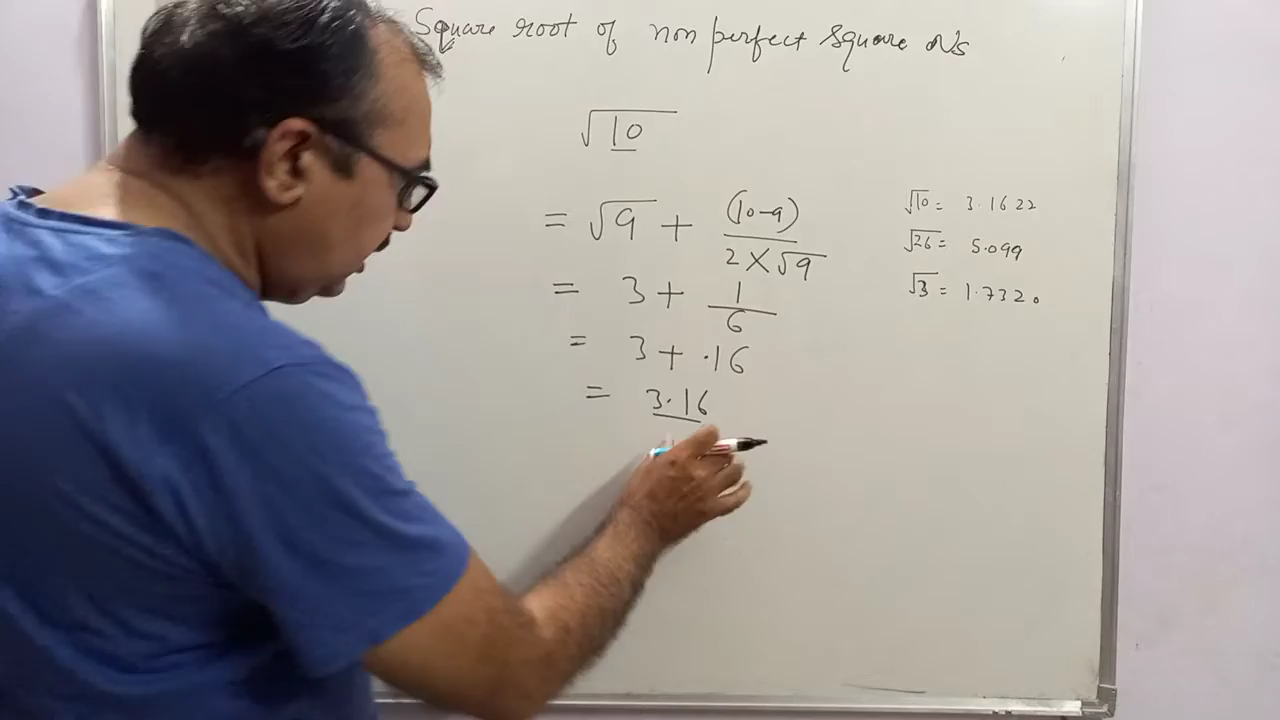 Square root of non perfect square Ns
√10
= √9 + (10-9)
2×√9
= 3 + 1
6
= 3 + .16
= 3.16
√10 = 3.1622
√26 = 5.099
√3 = 1.7320